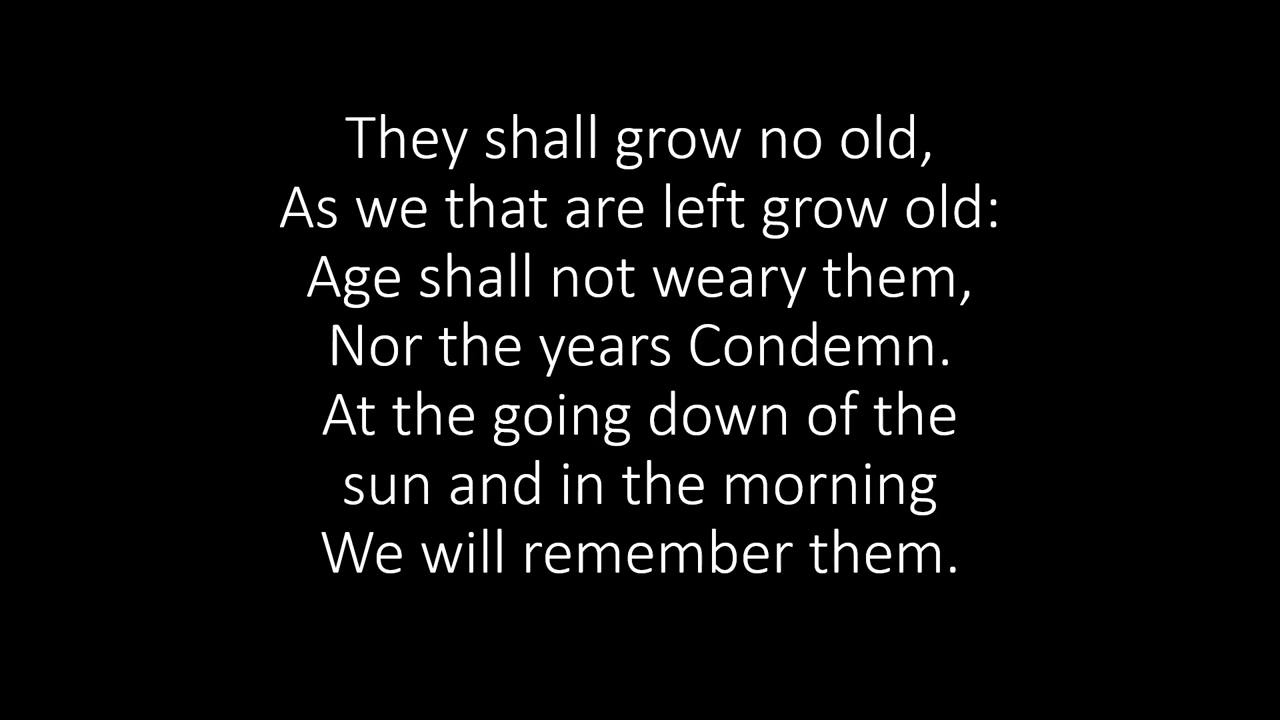 They shall grow no old,
As we that are left grow old:
Age shall not weary them,
Nor the years Condemn.
At the going down of the
sun and in the morning
We will remember them.